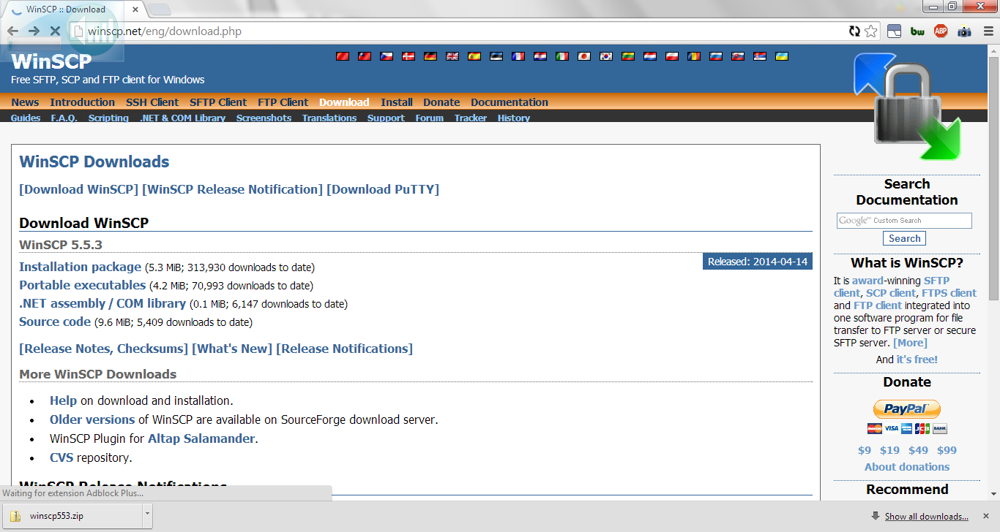 WinSCP :: Download
winscp.net/eng/download.php
bw
ABP
WinSCP
Free SFTP, SCP and FTP client for Windows
News Introduction SSH Client SFTP Client FTP Client Download Install Donate Documentation
Guides F.A.Q. Scripting .NET & COM Library Screenshots Translations Support Forum Tracker History
WinSCP Downloads
[Download WinSCP] [WinSCP Release Notification] [Download PuTTY]
Download WinSCP
WinSCP 5.5.3
Released: 2014-04-14
Installation package (5.3 MiB; 313,930 downloads to date)
Portable executables (4.2 MiB; 70,993 downloads to date)
.NET assembly / COM library (0.1 MiB; 6,147 downloads to date)
Source code (9.6 MiB; 5,409 downloads to date)
[Release Notes, Checksums] [What's New] [Release Notifications]
More WinSCP Downloads
Help on download and installation.
Older versions of WinSCP are available on SourceForge download server.
WinSCP Plugin for Altap Salamander.
CVS repository.
WinSCP Release Notifications
Search
Documentation
Google™ Custom Search
Search
What is WinSCP?
It is award-winning SFTP
client, SCP client, FTPS client
and FTP client integrated into
one software program for file
transfer to FTP server or secure
SFTP server. [More]
And it's free!
Donate
PayPal
MasterCard VISA JCB BANK
$9 $19 $49 $99
About donations
Recommend
Waiting for extension Adblock Plus...
winscp553.zip
Show all downloads...